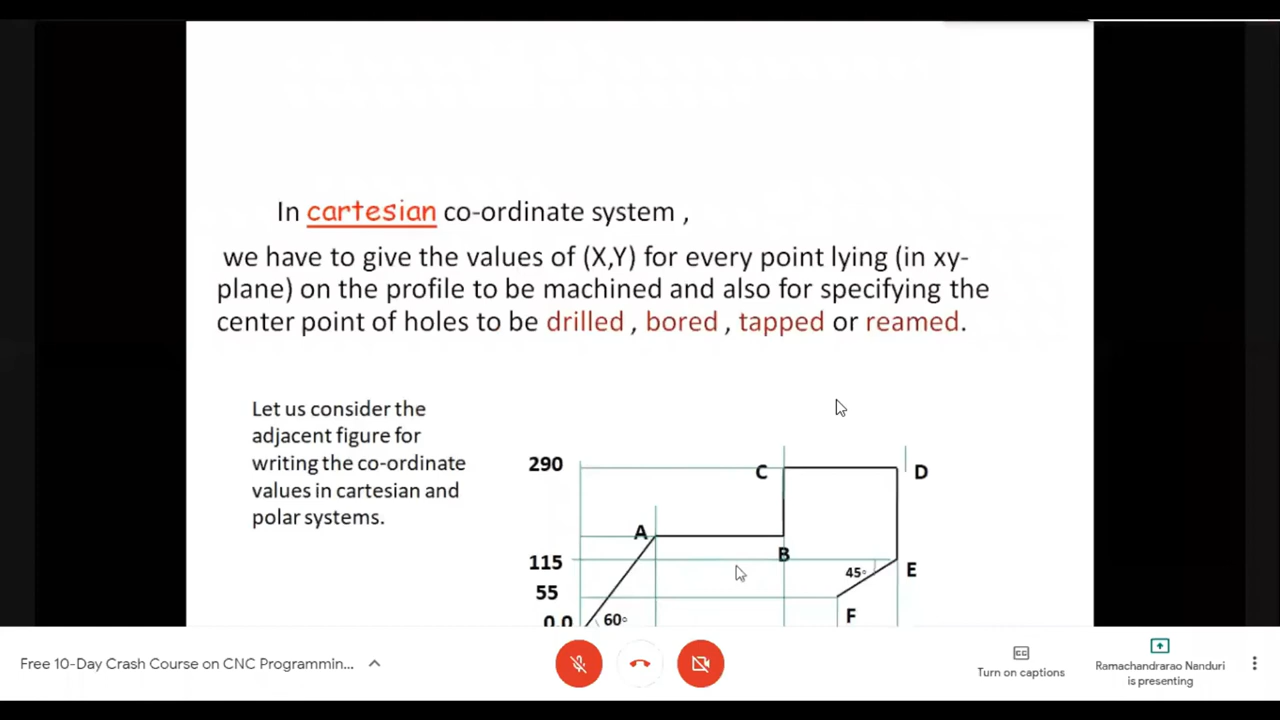 In cartesian co-ordinate system ,
we have to give the values of (X,Y) for every point lying (in xy-
plane) on the profile to be machined and also for specifying the
center point of holes to be drilled , bored , tapped or reamed.
Let us consider the
adjacent figure for
writing the co-ordinate
values in cartesian and
polar systems.
290
C
D
A
B
115
45°
E
55
F
0.0
60°
Free 10-Day Crash Course on CNC Programmin...
Turn on captions
Ramachandrarao Nanduri
is presenting